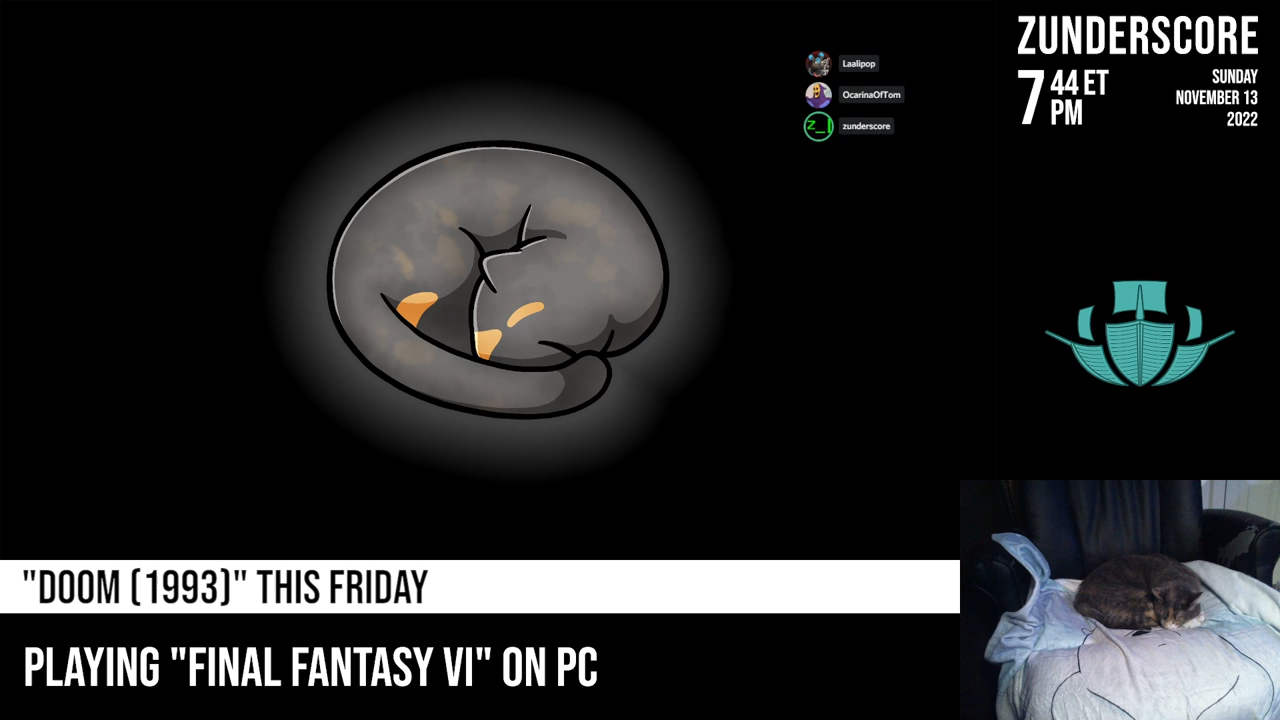 Laalipop
OcarinaOfTom
z_
zunderscore
ZUNDERSCORE
7 44 ET
PM
SUNDAY
NOVEMBER 13
2022
"DOOM (1993)" THIS FRIDAY
PLAYING "FINAL FANTASY VI" ON PC